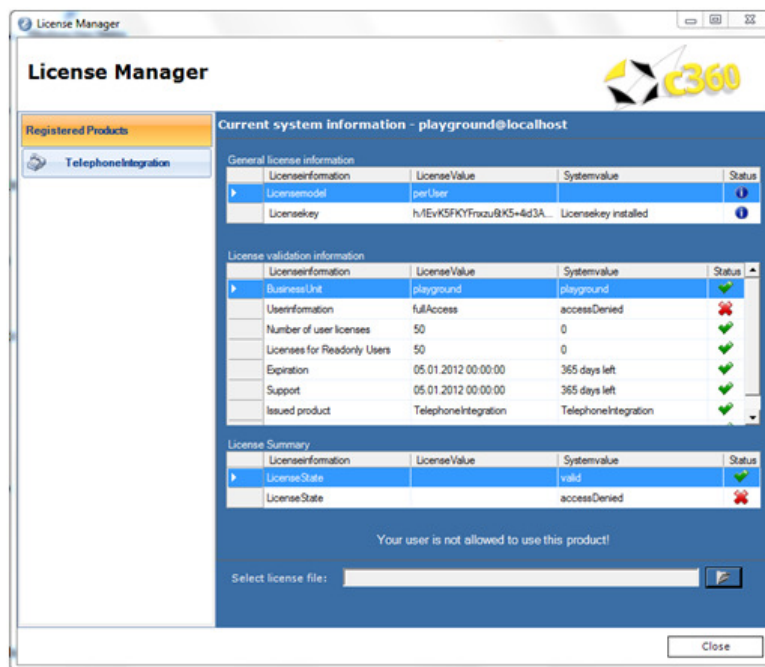 License Manager
License Manager
c360
Registered Products
TelephoneIntegration
Current system information - playground@localhost
General license information
Licenseinformation LicenseValue Systemvalue Status
Licensemodel perUser
Licensekey Licensekey installed
License validation information
Licenseinformation LicenseValue Systemvalue Status
BusinessUnit playground playground
Userinformation fullAccess accessDenied
Number of user licenses 50 0
Licenses for Readonly Users 50 0
Expiration 05.01.2012 00:00:00 365 days left
Support 05.01.2012 00:00:00 365 days left
Issued product TelephoneIntegration TelephoneIntegration
License Summary
Licenseinformation LicenseValue Systemvalue Status
LicenseState valid
LicenseState accessDenied
Your user is not allowed to use this product!
Select license file:
Close